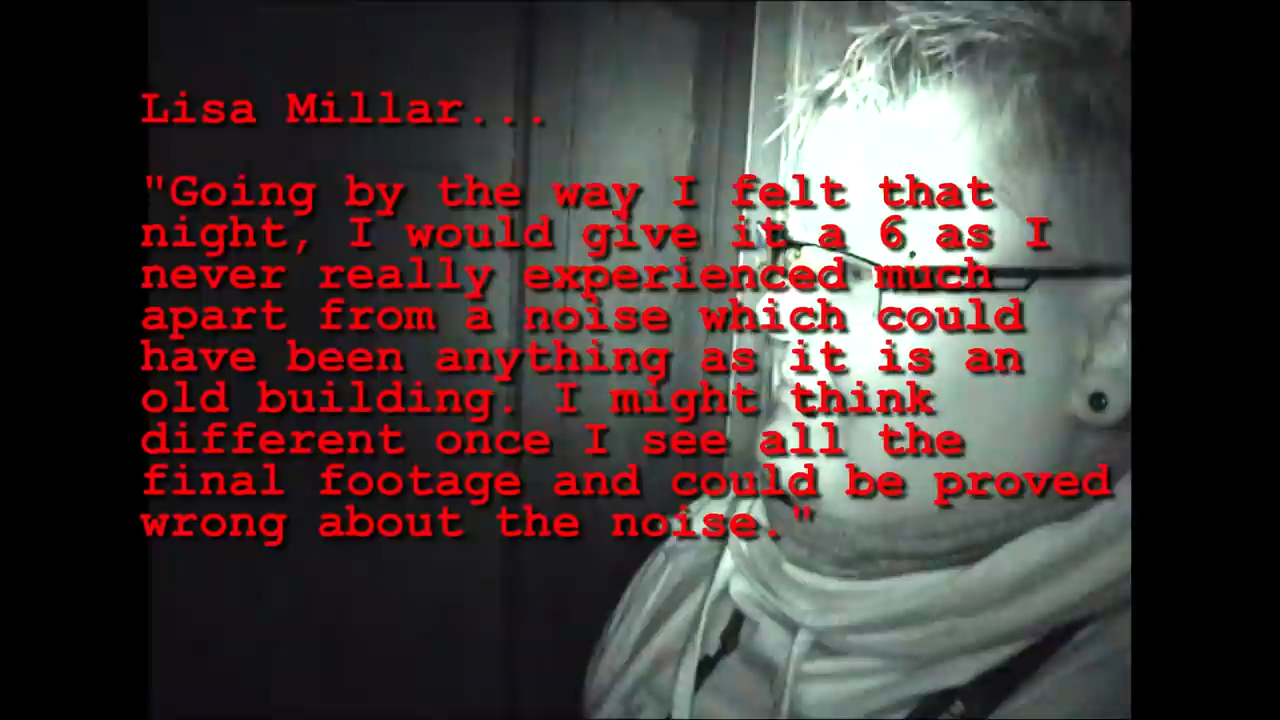 Lisa Millar...
"Going by the way I felt that
night, I would give it a 6 as I
never really experienced much
apart from a noise which could
have been anything as it is an
old building. I might think
different once I see all the
final footage and could be proved
wrong about the noise."